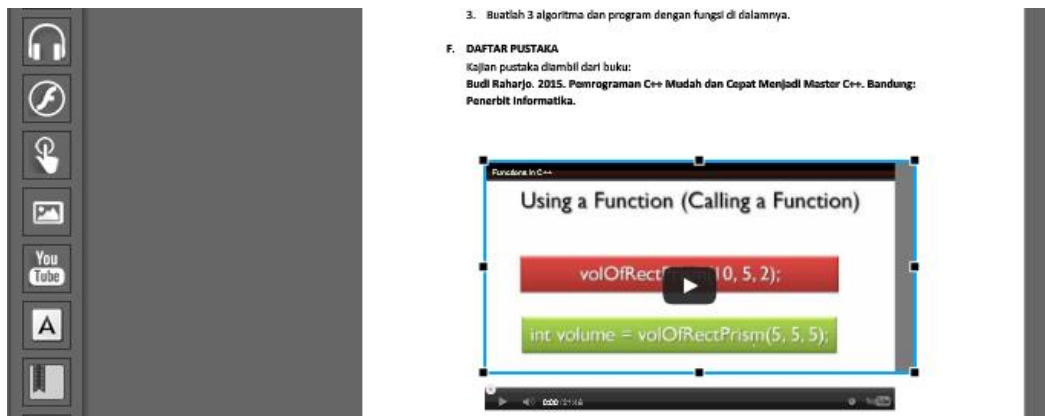 3. Buatlah 3 algoritma dan program dengan fungsi di dalamnya.
F. DAFTAR PUSTAKA
Kajian pustaka diambil dari buku:
Budi Raharjo. 2015. Pemrograman C++ Mudah dan Cepat Menjadi Master C++. Bandung:
Penerbit Informatika.
You
Tube
A
Functions in C++
Using a Function (Calling a Function)
10, 5, 2);
int volume = volOfRectPrism(5, 5, 5);
0:00